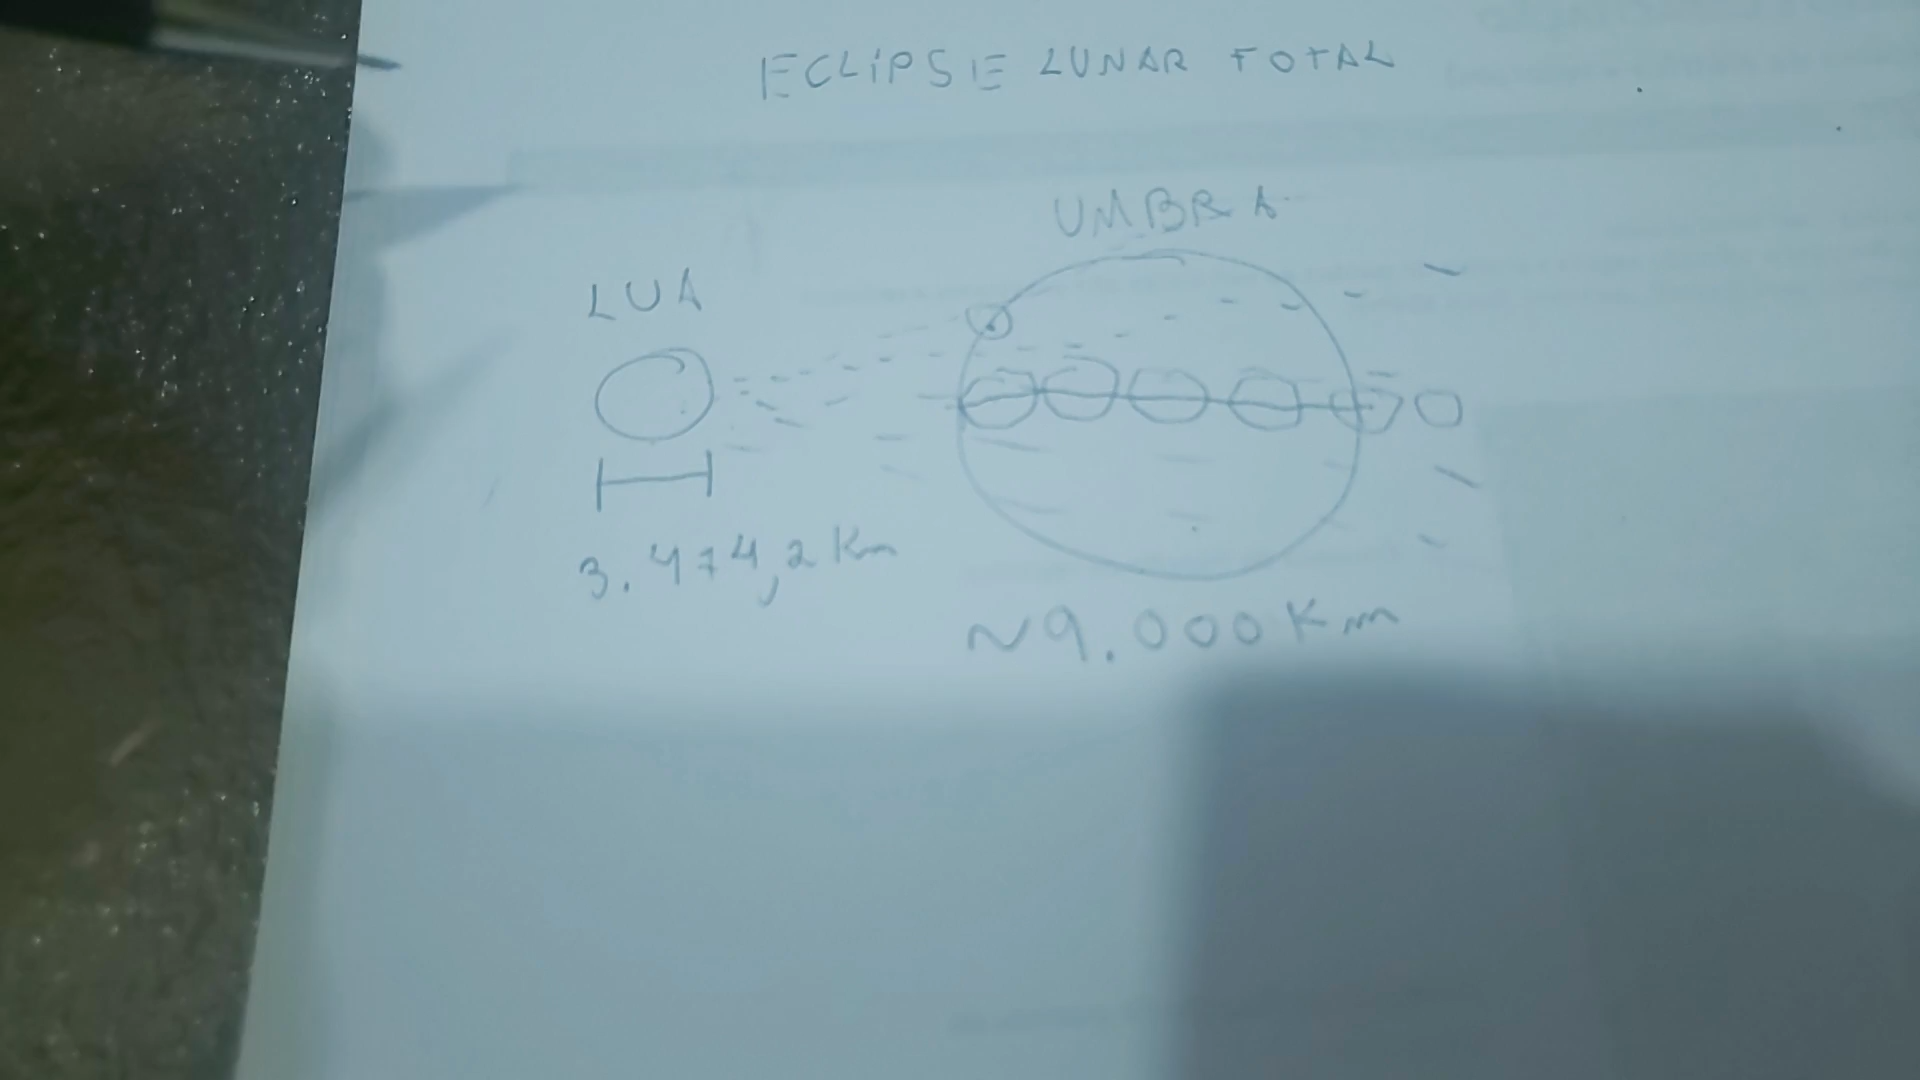 ECLIPSE LUNAR TOTAL
UMBRA
LUA
3.474,2 Km
~9.000 Km